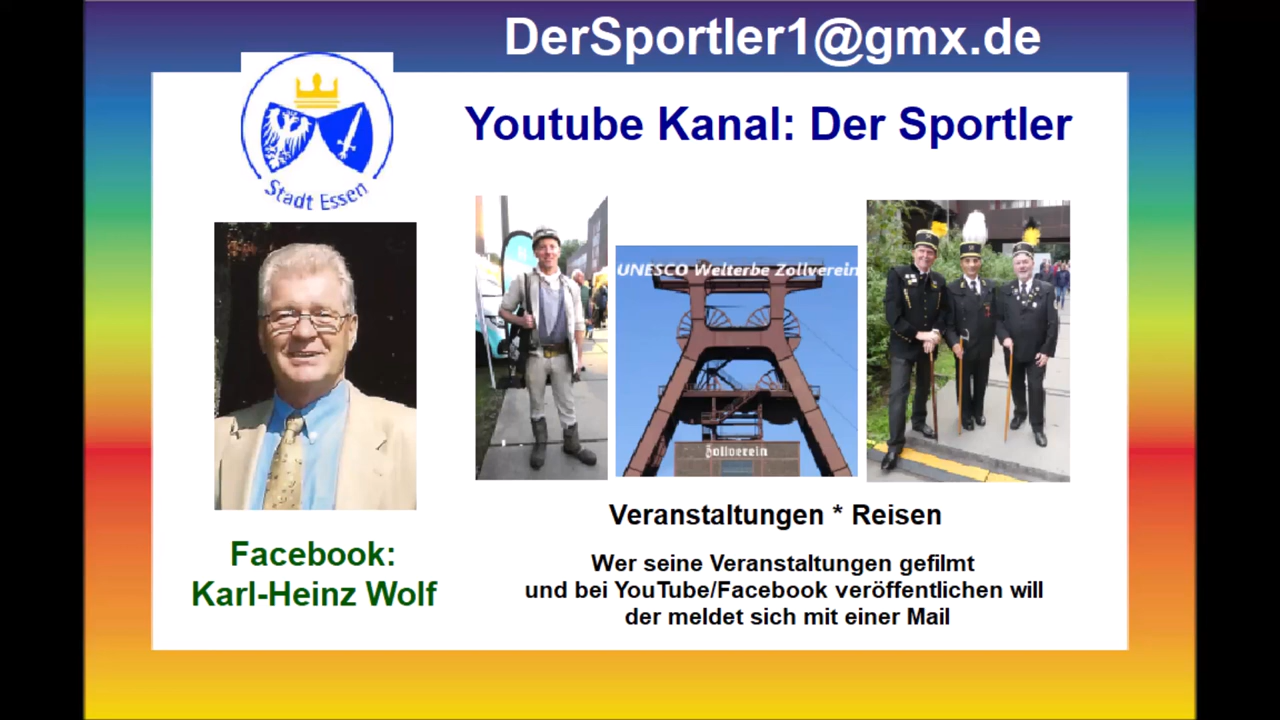 DerSportler1@gmx.de
Youtube Kanal: Der Sportler
Stadt Essen
UNESCO Welterbe Zollverein
Zollverein
Veranstaltungen * Reisen
Facebook:
Karl-Heinz Wolf
Wer seine Veranstaltungen gefilmt
und bei YouTube/Facebook veröffentlichen will
der meldet sich mit einer Mail